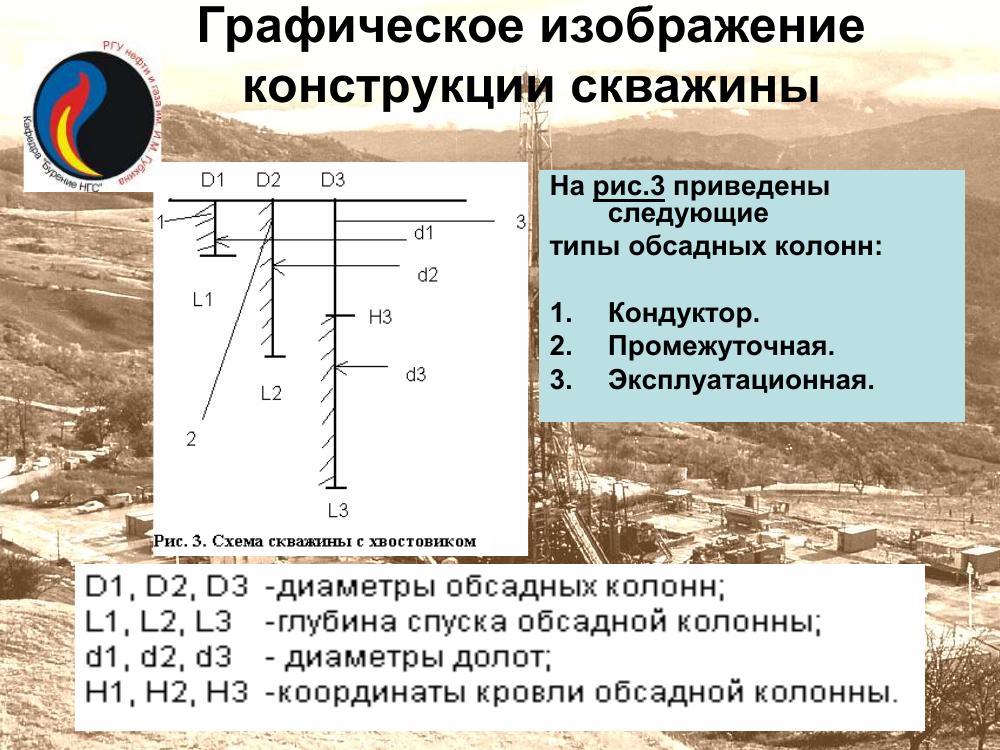 Графическое изображение
конструкции скважины
РГУ нефти и газа им. И.М. Губкина
Кафедра "Бурение НГС"
D1 D2 D3
1
3
d1
d2
L1
H3
d3
L2
2
L3
Рис. 3. Схема скважины с хвостовиком
На рис.3 приведены
следующие
типы обсадных колонн:
1. Кондуктор.
2. Промежуточная.
3. Эксплуатационная.
D1, D2, D3 -диаметры обсадных колонн;
L1, L2, L3 -глубина спуска обсадной колонны;
d1, d2, d3 - диаметры долот;
H1, H2, H3 -координаты кровли обсадной колонны.